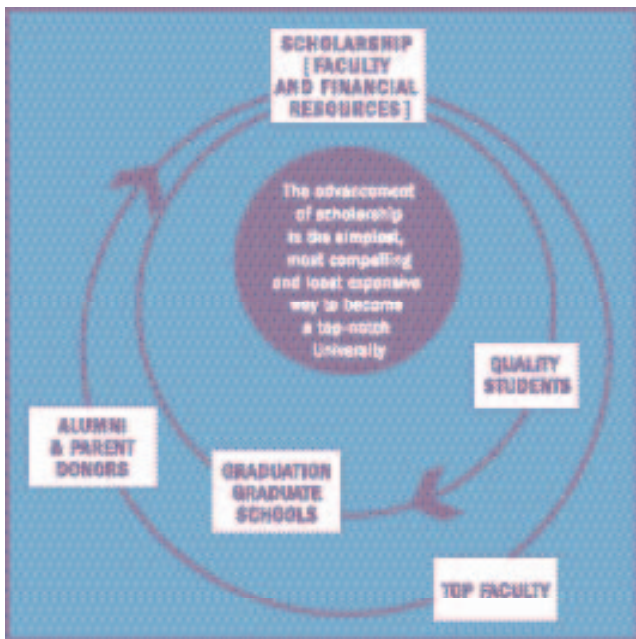 SCHOLARSHIP
[FACULTY
AND FINANCIAL
RESOURCES]
The advancement
of scholarship
is the simplest,
most compelling
and least expensive
way to become
a top-notch
University
QUALITY
STUDENTS
ALUMNI
& PARENT
DONORS
GRADUATION
GRADUATE
SCHOOLS
TOP FACULTY